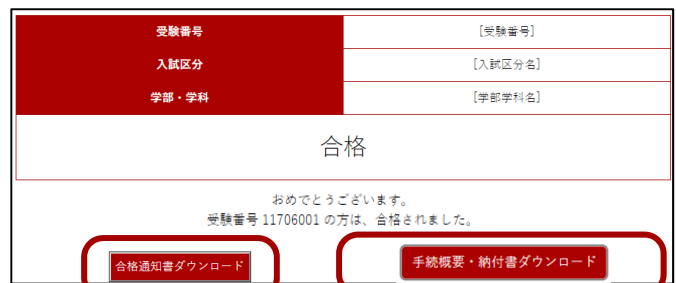 受験番号 [受験番号]
入試区分 [入試区分名]
学部・学科 [学部学科名]
合格
おめでとうございます。
受験番号 11706001 の方は、合格されました。
合格通知書ダウンロード 手続概要・納付書ダウンロード